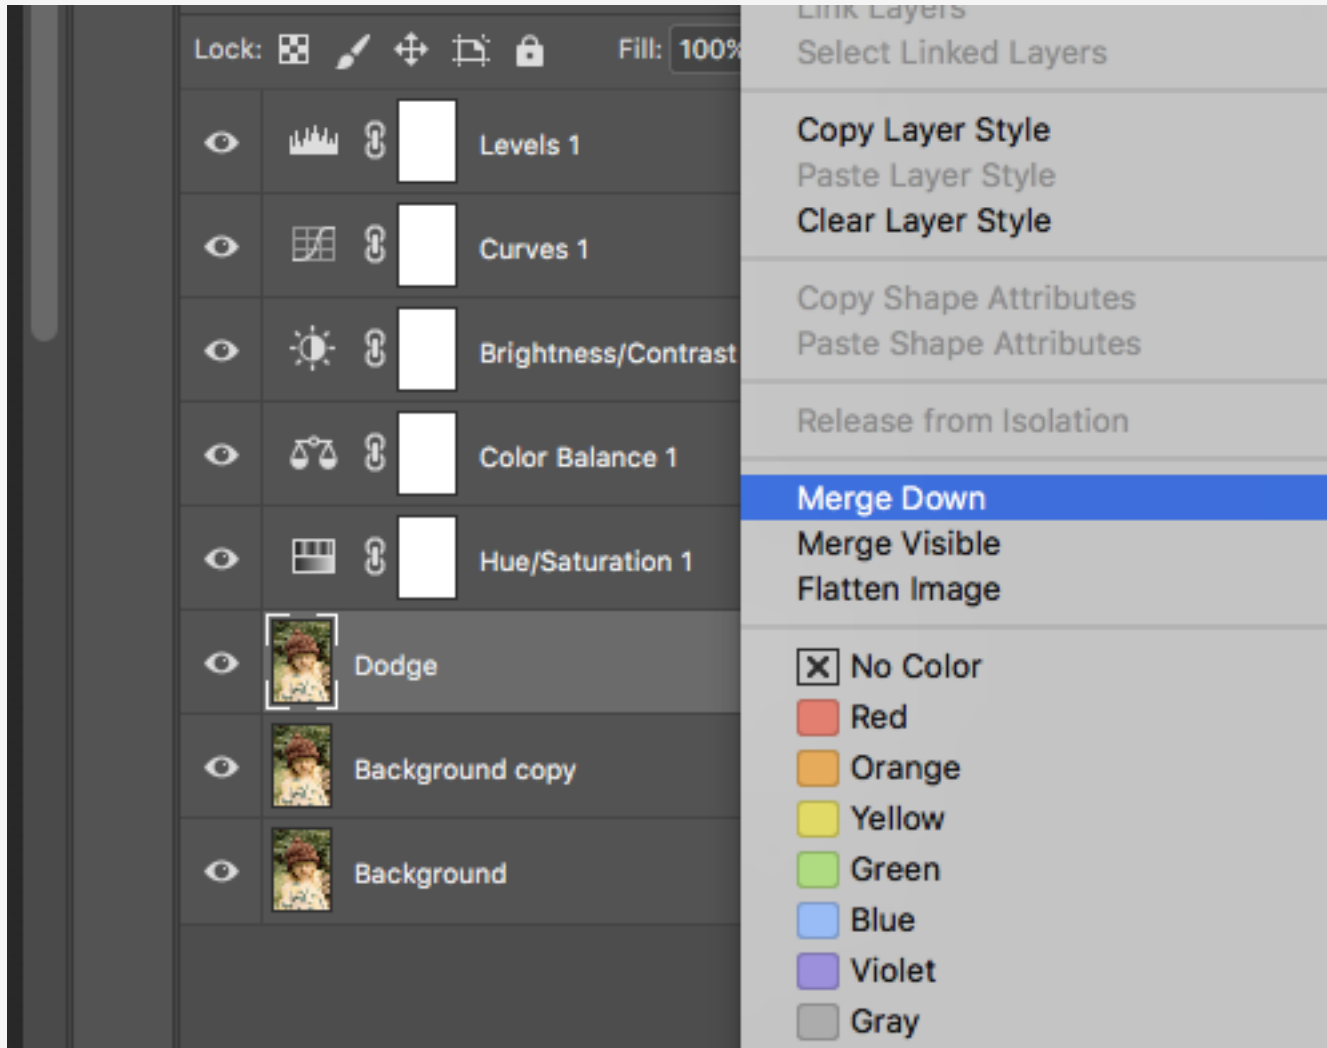 Lock:
Fill: 100%
Levels 1
Curves 1
Brightness/Contrast
Color Balance 1
Hue/Saturation 1
Dodge
Background copy
Background
Link Layers
Select Linked Layers
Copy Layer Style
Paste Layer Style
Clear Layer Style
Copy Shape Attributes
Paste Shape Attributes
Release from Isolation
Merge Down
Merge Visible
Flatten Image
No Color
Red
Orange
Yellow
Green
Blue
Violet
Gray